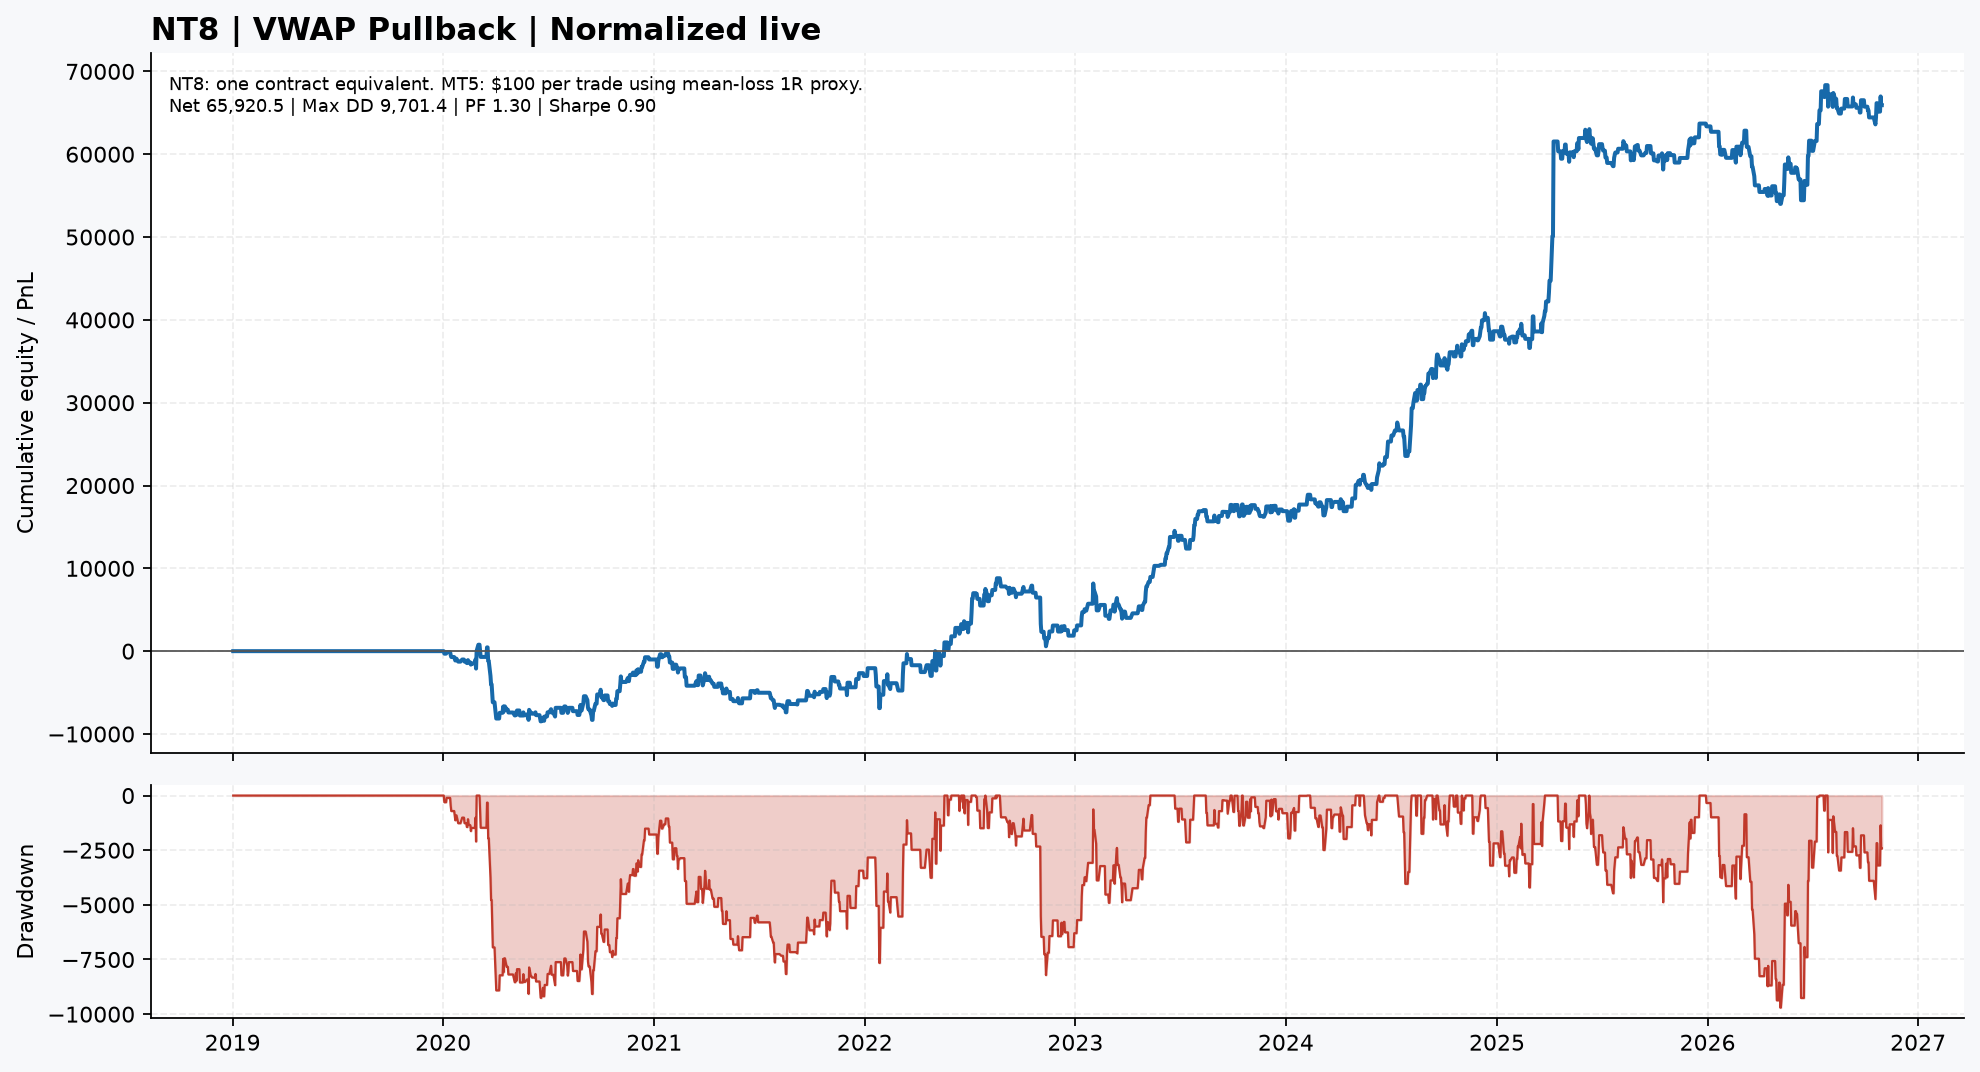 NT8 | VWAP Pullback | Normalized live
NT8: one contract equivalent. MT5: $100 per trade using mean-loss 1R proxy.
Net 65,920.5 | Max DD 9,701.4 | PF 1.30 | Sharpe 0.90
Cumulative equity / PnL
70000
60000
50000
40000
30000
20000
10000
0
−10000
Drawdown
0
−2500
−5000
−7500
−10000
2019 2020 2021 2022 2023 2024 2025 2026 2027